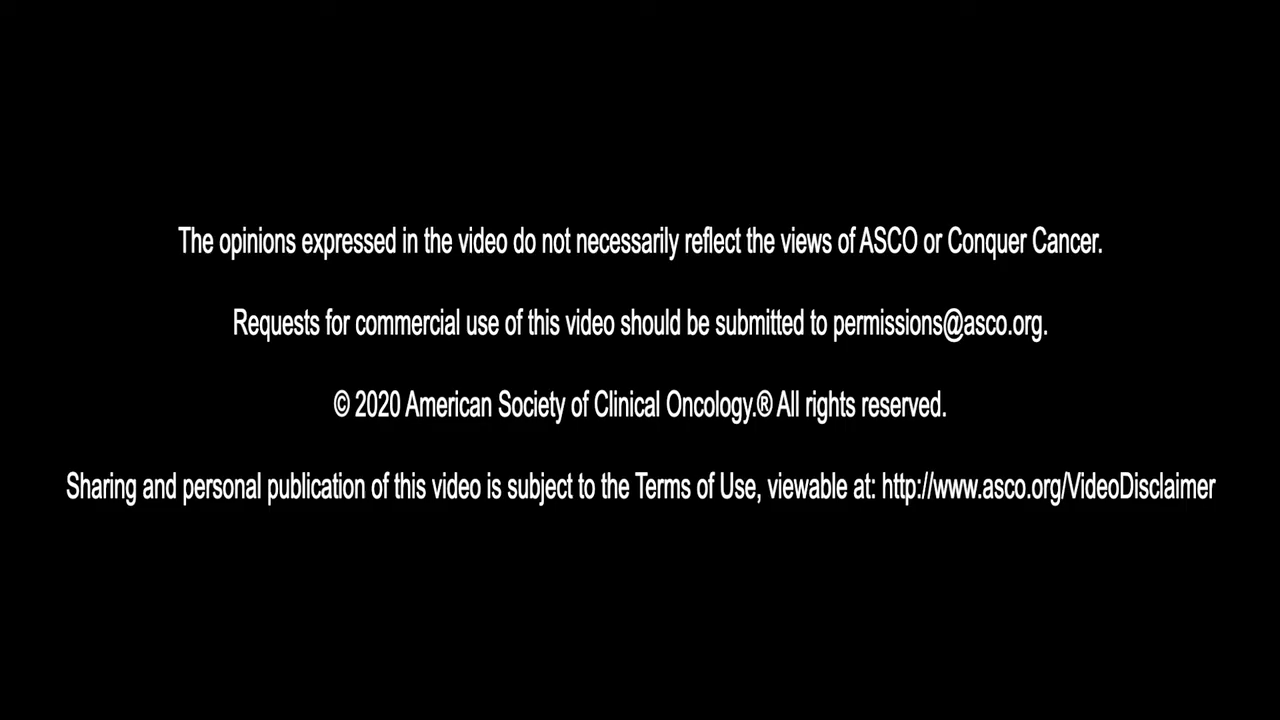 The opinions expressed in the video do not necessarily reflect the views of ASCO or Conquer Cancer.
Requests for commercial use of this video should be submitted to permissions@asco.org.
© 2020 American Society of Clinical Oncology.® All rights reserved.
Sharing and personal publication of this video is subject to the Terms of Use, viewable at: http://www.asco.org/VideoDisclaimer